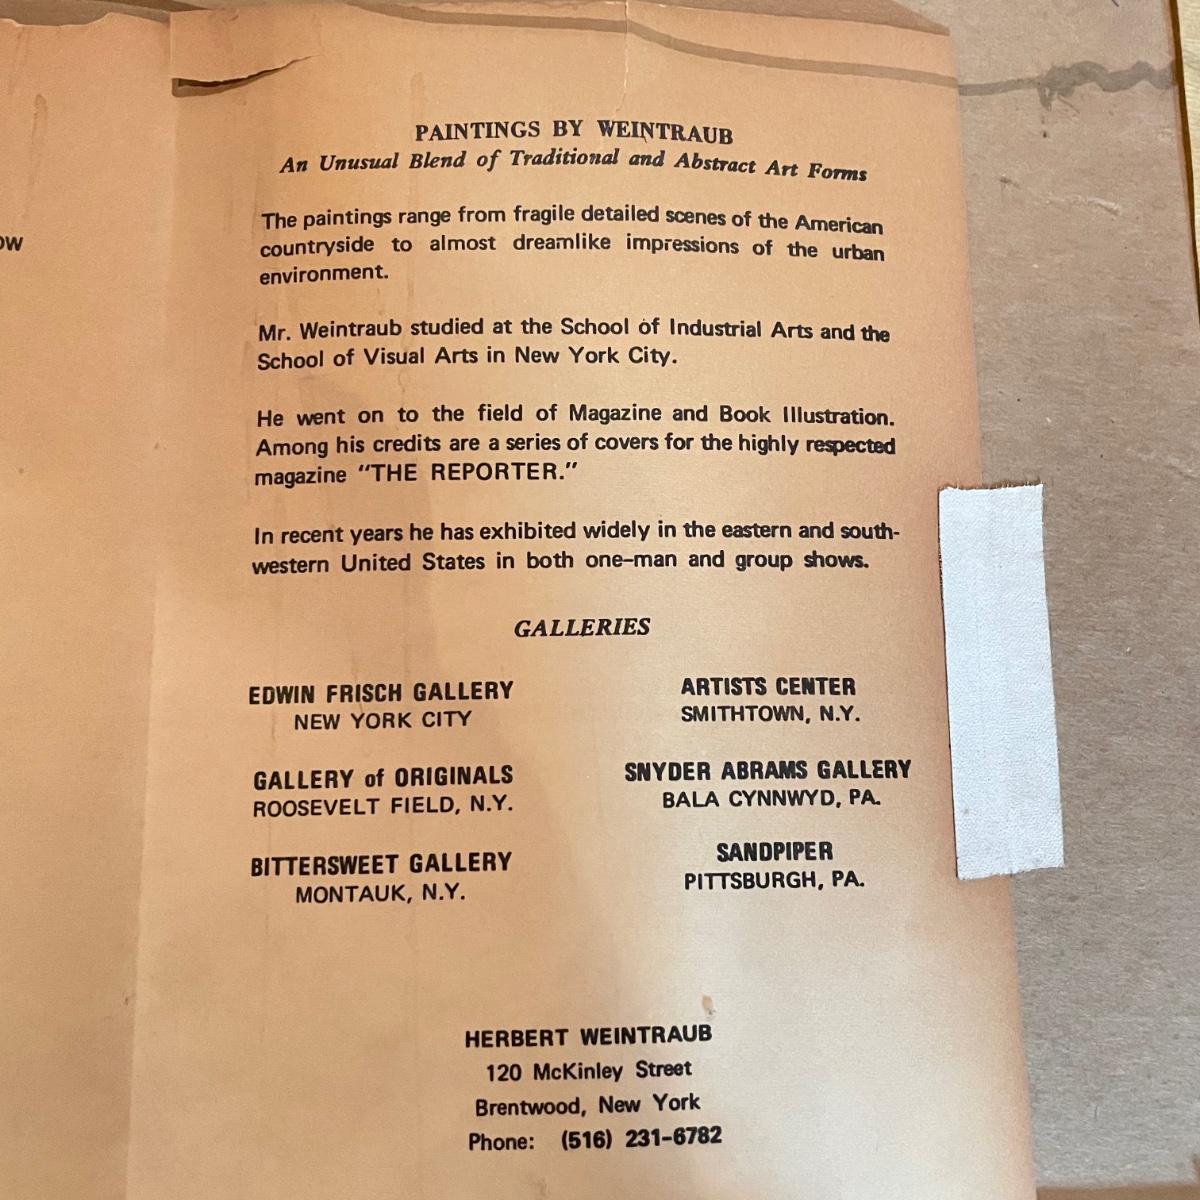 OW
PAINTINGS BY WEINTRAUB
An Unusual Blend of Traditional and Abstract Art Forms
The paintings range from fragile detailed scenes of the American
countryside to almost dreamlike impressions of the urban
environment.
Mr. Weintraub studied at the School of Industrial Arts and the
School of Visual Arts in New York City.
He went on to the field of Magazine and Book Illustration.
Among his credits are a series of covers for the highly respected
magazine "THE REPORTER."
In recent years he has exhibited widely in the eastern and south-
western United States in both one-man and group shows.
GALLERIES
EDWIN FRISCH GALLERY
NEW YORK CITY
GALLERY of ORIGINALS
ROOSEVELT FIELD, N.Y.
BITTERSWEET GALLERY
MONTAUK, N.Y.
ARTISTS CENTER
SMITHTOWN, N.Y.
SNYDER ABRAMS GALLERY
BALA CYNNWYD, PA.
SANDPIPER
PITTSBURGH, PA.
HERBERT WEINTRAUB
120 McKinley Street
Brentwood, New York
Phone: (516) 231-6782